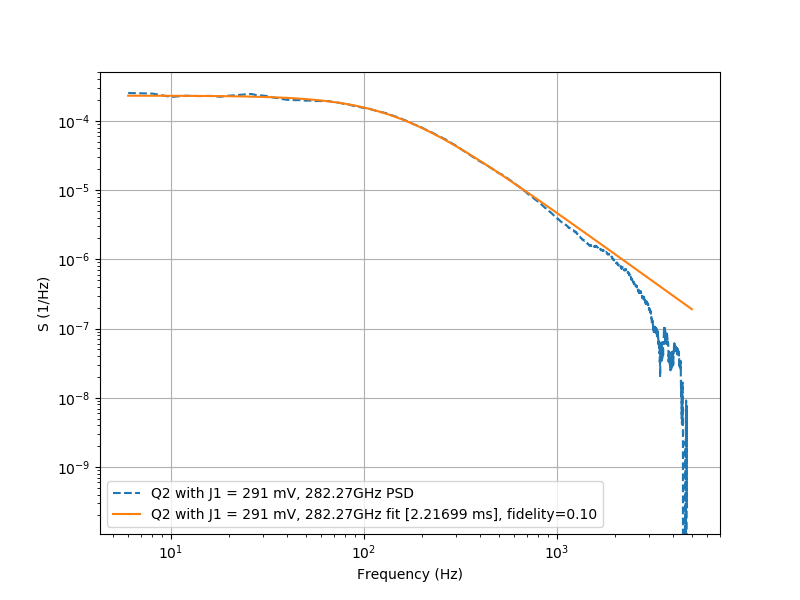 S (1/Hz)
10⁻⁴
10⁻⁵
10⁻⁶
10⁻⁷
10⁻⁸
10⁻⁹
Q2 with J1 = 291 mV, 282.27GHz PSD
Q2 with J1 = 291 mV, 282.27GHz fit [2.21699 ms], fidelity=0.10
10¹ 10² 10³
Frequency (Hz)